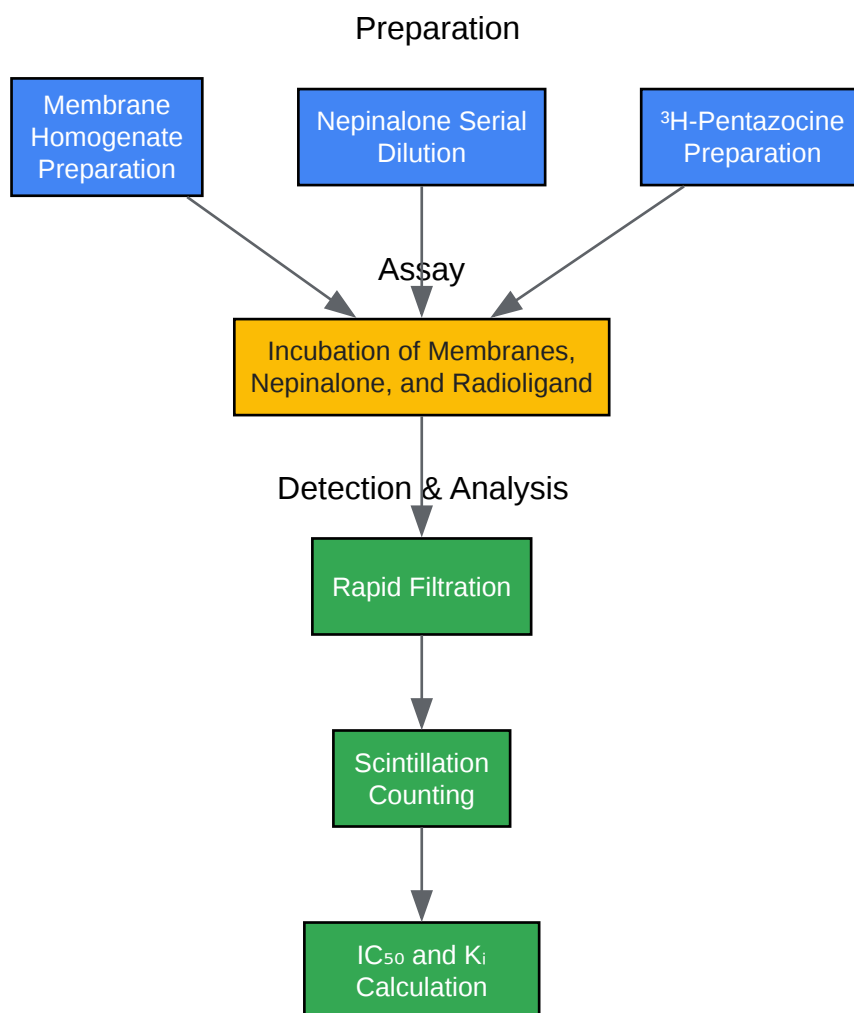 Preparation
Membrane
Homogenate
Preparation
Nepinalone Serial
Dilution
³H-Pentazocine
Preparation
Assay
Incubation of Membranes,
Nepinalone, and Radioligand
Detection & Analysis
Rapid Filtration
Scintillation
Counting
IC₅₀ and Kᵢ
Calculation